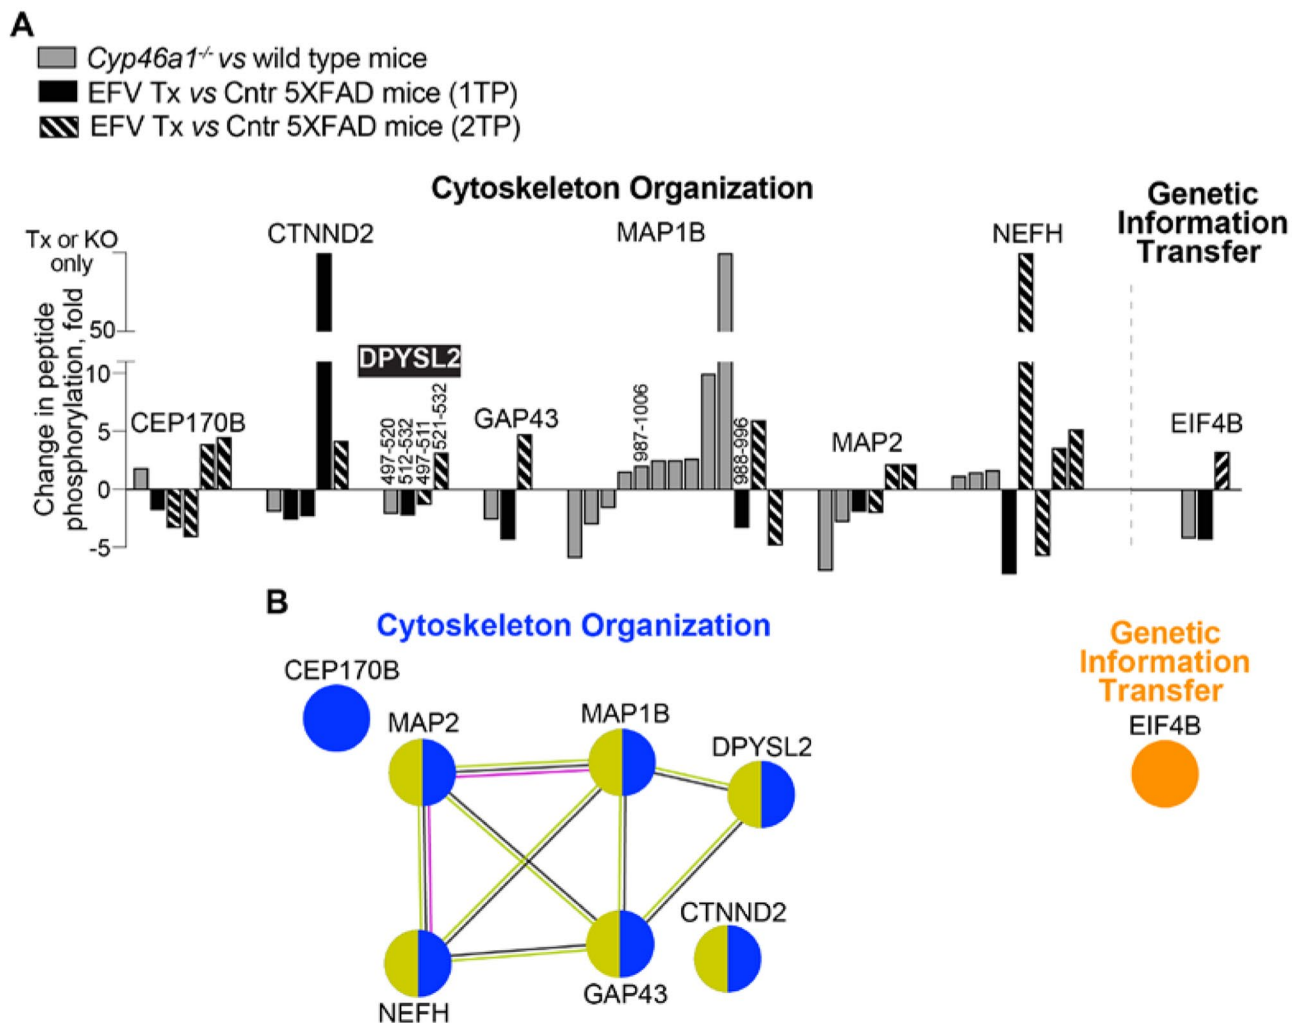 A
Cyp46a1-/- vs wild type mice
EFV Tx vs Cntr 5XFAD mice (1TP)
EFV Tx vs Cntr 5XFAD mice (2TP)
Cytoskeleton Organization
Genetic
Information
Transfer
Tx or KO
only
CTNND2
MAP1B
NEFH
Change in peptide
phosphorylation, fold
50
10
5
0
-5
CEP170B
DPYSL2
497-520
512-532
497-511
521-532
GAP43
987-1006
988-996
MAP2
EIF4B
B
Cytoskeleton Organization
Genetic
Information
Transfer
CEP170B
MAP2
MAP1B
DPYSL2
EIF4B
CTNND2
NEFH
GAP43